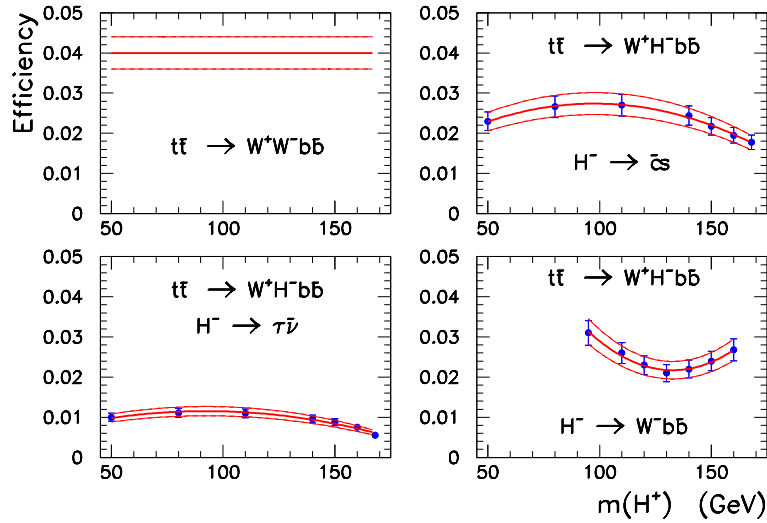 Efficiency
0.05
0.04
0.03
0.02
0.01
0
50 100 150
tt̄ → W⁺W⁻bb̄
0.05
0.04
0.03
0.02
0.01
0
50 100 150
tt̄ → W⁺H⁻bb̄
H⁻ → c̄s
0.05
0.04
0.03
0.02
0.01
0
50 100 150
tt̄ → W⁺H⁻bb̄
H⁻ → τν̄
0.05
0.04
0.03
0.02
0.01
0
50 100 150
tt̄ → W⁺H⁻bb̄
H⁻ → W⁻bb̄
m(H⁺) (GeV)